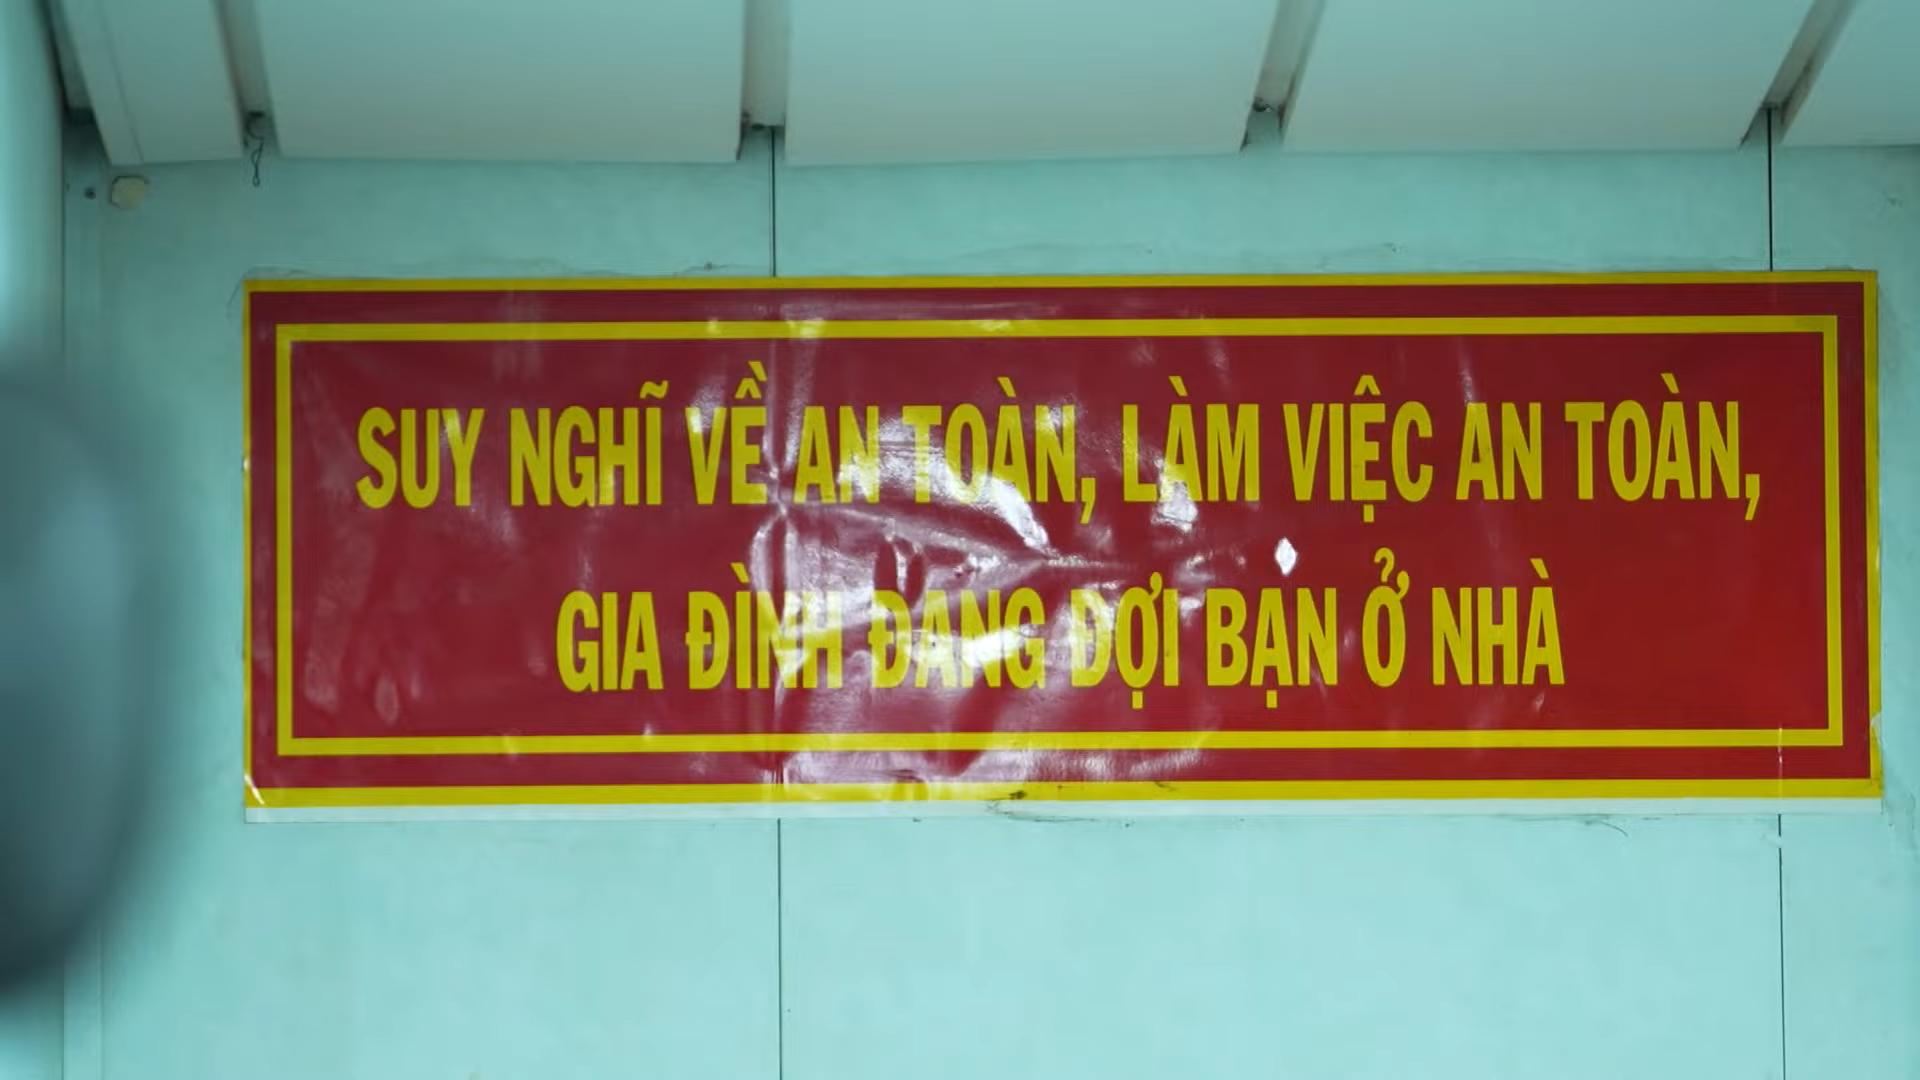 SUY NGHĨ VỀ AN TOÀN, LÀM VIỆC AN TOÀN,
GIA ĐÌNH ĐANG ĐỢI BẠN Ở NHÀ